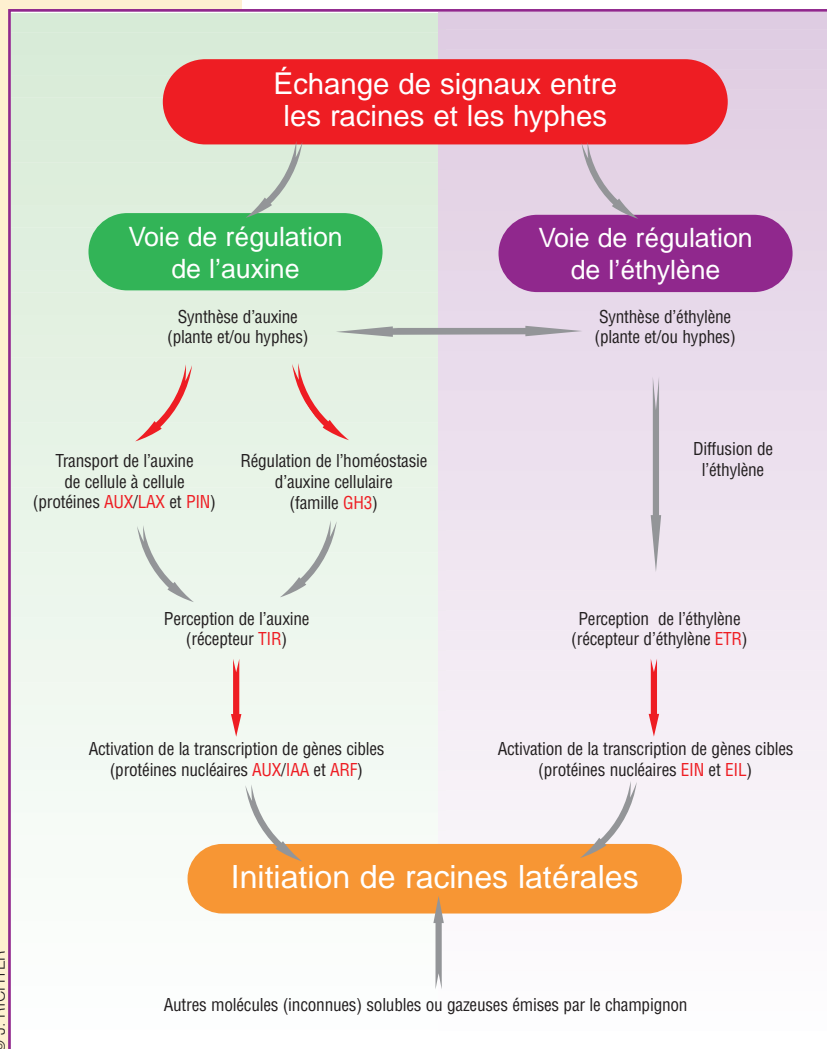 Échange de signaux entre
les racines et les hyphes
Voie de régulation
de l'auxine
Voie de régulation
de l'éthylène
Synthèse d'auxine
(plante et/ou hyphes)
Synthèse d'éthylène
(plante et/ou hyphes)
Transport de l'auxine
de cellule à cellule
(protéines AUX/LAX et PIN)
Régulation de l'homéostasie
d'auxine cellulaire
(famille GH3)
Diffusion de
l'éthylène
Perception de l'auxine
(récepteur TIR)
Perception de l'éthylène
(récepteur d'éthylène ETR)
Activation de la transcription de gènes cibles
(protéines nucléaires AUX/IAA et ARF)
Activation de la transcription de gènes cibles
(protéines nucléaires EIN et EIL)
Initiation de racines latérales
Autres molécules (inconnues) solubles ou gazeuses émises par le champignon